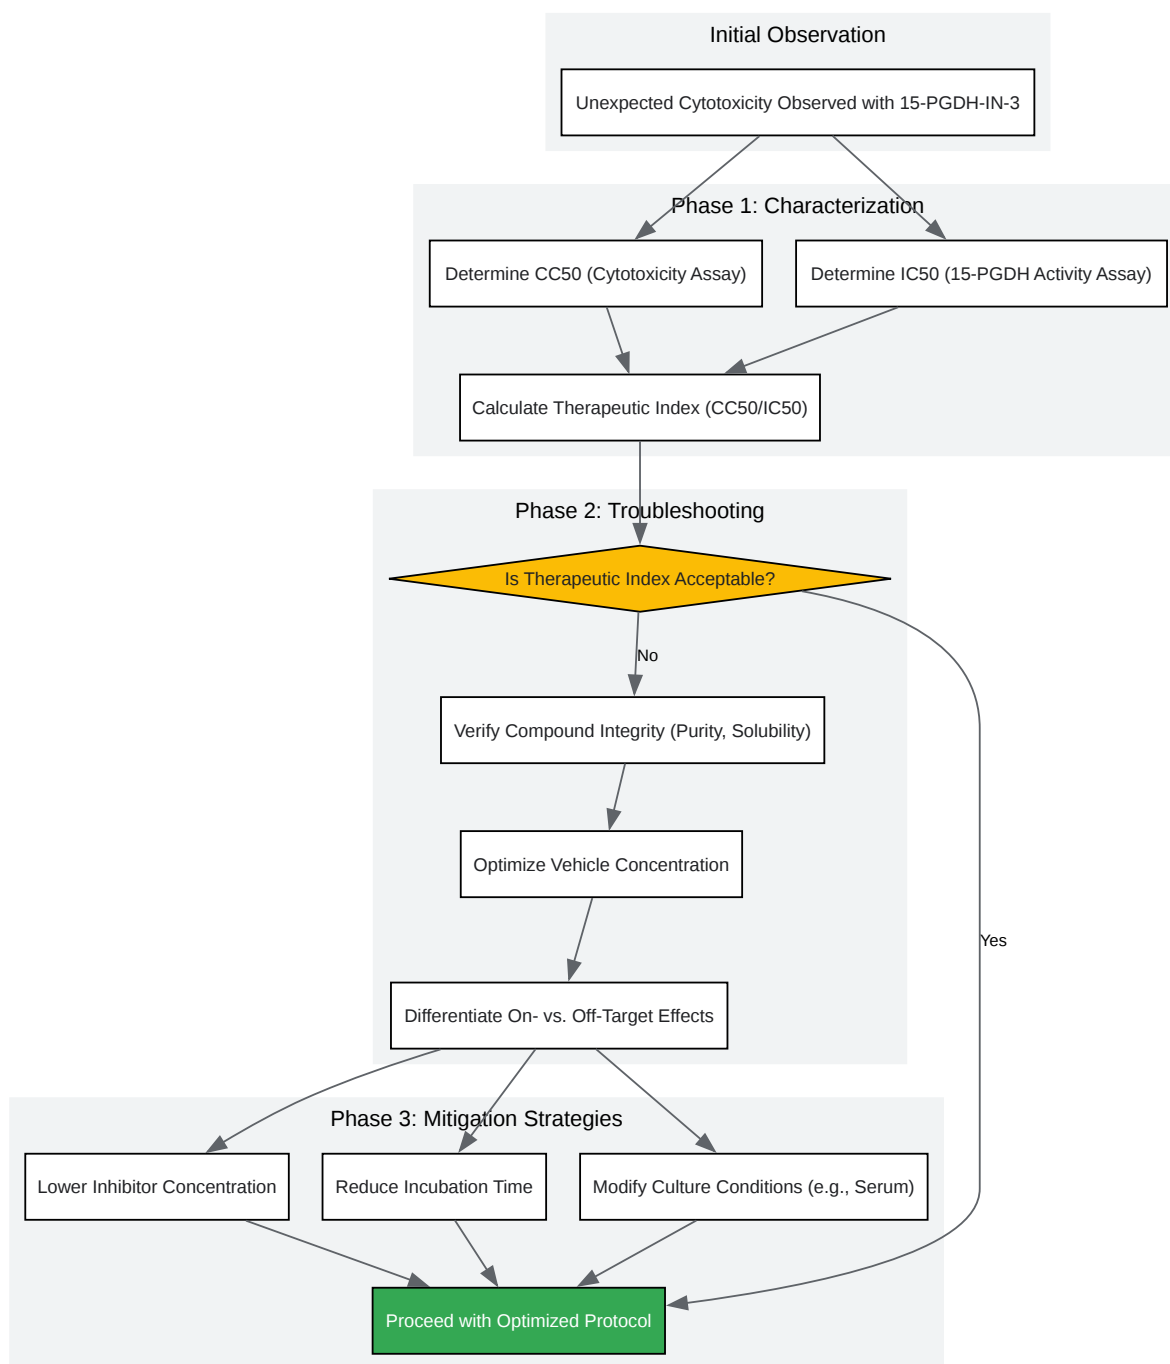 Initial Observation
Unexpected Cytotoxicity Observed with 15-PGDH-IN-3
Phase 1: Characterization
Determine CC50 (Cytotoxicity Assay)
Determine IC50 (15-PGDH Activity Assay)
Calculate Therapeutic Index (CC50/IC50)
Phase 2: Troubleshooting
Is Therapeutic Index Acceptable?
No
Verify Compound Integrity (Purity, Solubility)
Optimize Vehicle Concentration
Yes
Differentiate On- vs. Off-Target Effects
Phase 3: Mitigation Strategies
Lower Inhibitor Concentration
Reduce Incubation Time
Modify Culture Conditions (e.g., Serum)
Proceed with Optimized Protocol